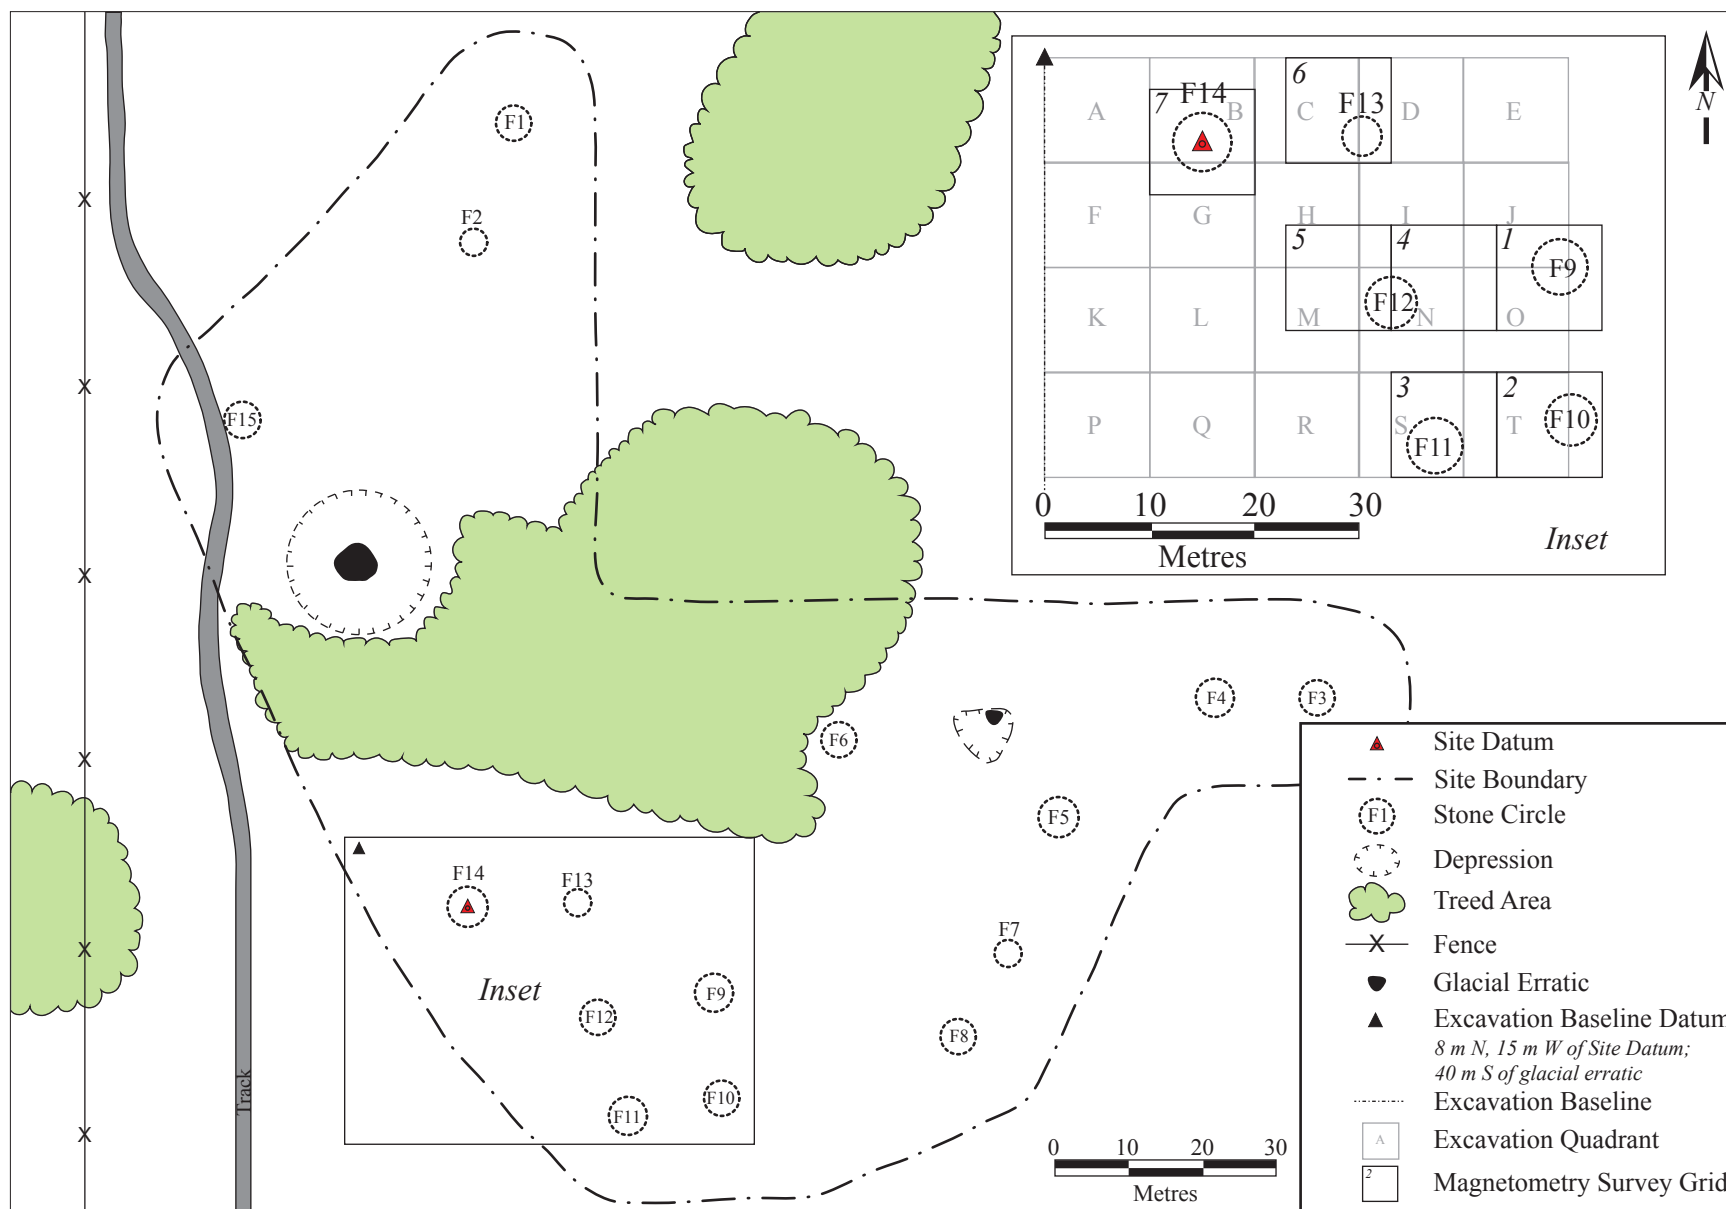 F1
F2
F15
Track
F6
F4
F3
F5
F7
F8
F14
F13
Inset
F9
F12
F10
F11
N
A
B
C
D
E
F
G
H
I
J
K
L
M
N
O
P
Q
R
S
T
7
F14
6
F13
5
4
1
F9
F12
3
2
F11
F10
0 10 20 30
Metres
Inset
0 10 20 30
Metres
Site Datum
Site Boundary
F1 Stone Circle
Depression
Treed Area
X Fence
Glacial Erratic
Excavation Baseline Datum
8 m N, 15 m W of Site Datum;
40 m S of glacial erratic
Excavation Baseline
A Excavation Quadrant
2 Magnetometry Survey Grid
X
X
X
X
X
X